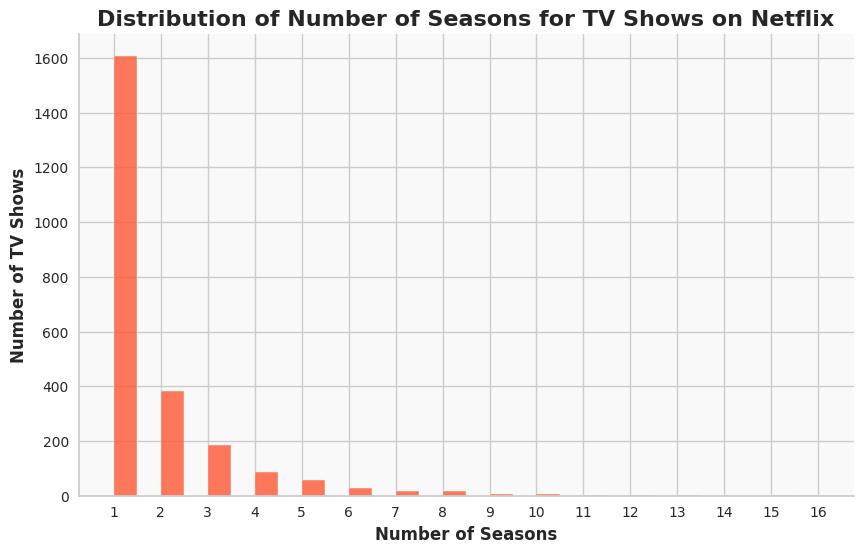 Distribution of Number of Seasons for TV Shows on Netflix
Number of TV Shows
1600
1400
1200
1000
800
600
400
200
0
1 2 3 4 5 6 7 8 9 10 11 12 13 14 15 16
Number of Seasons